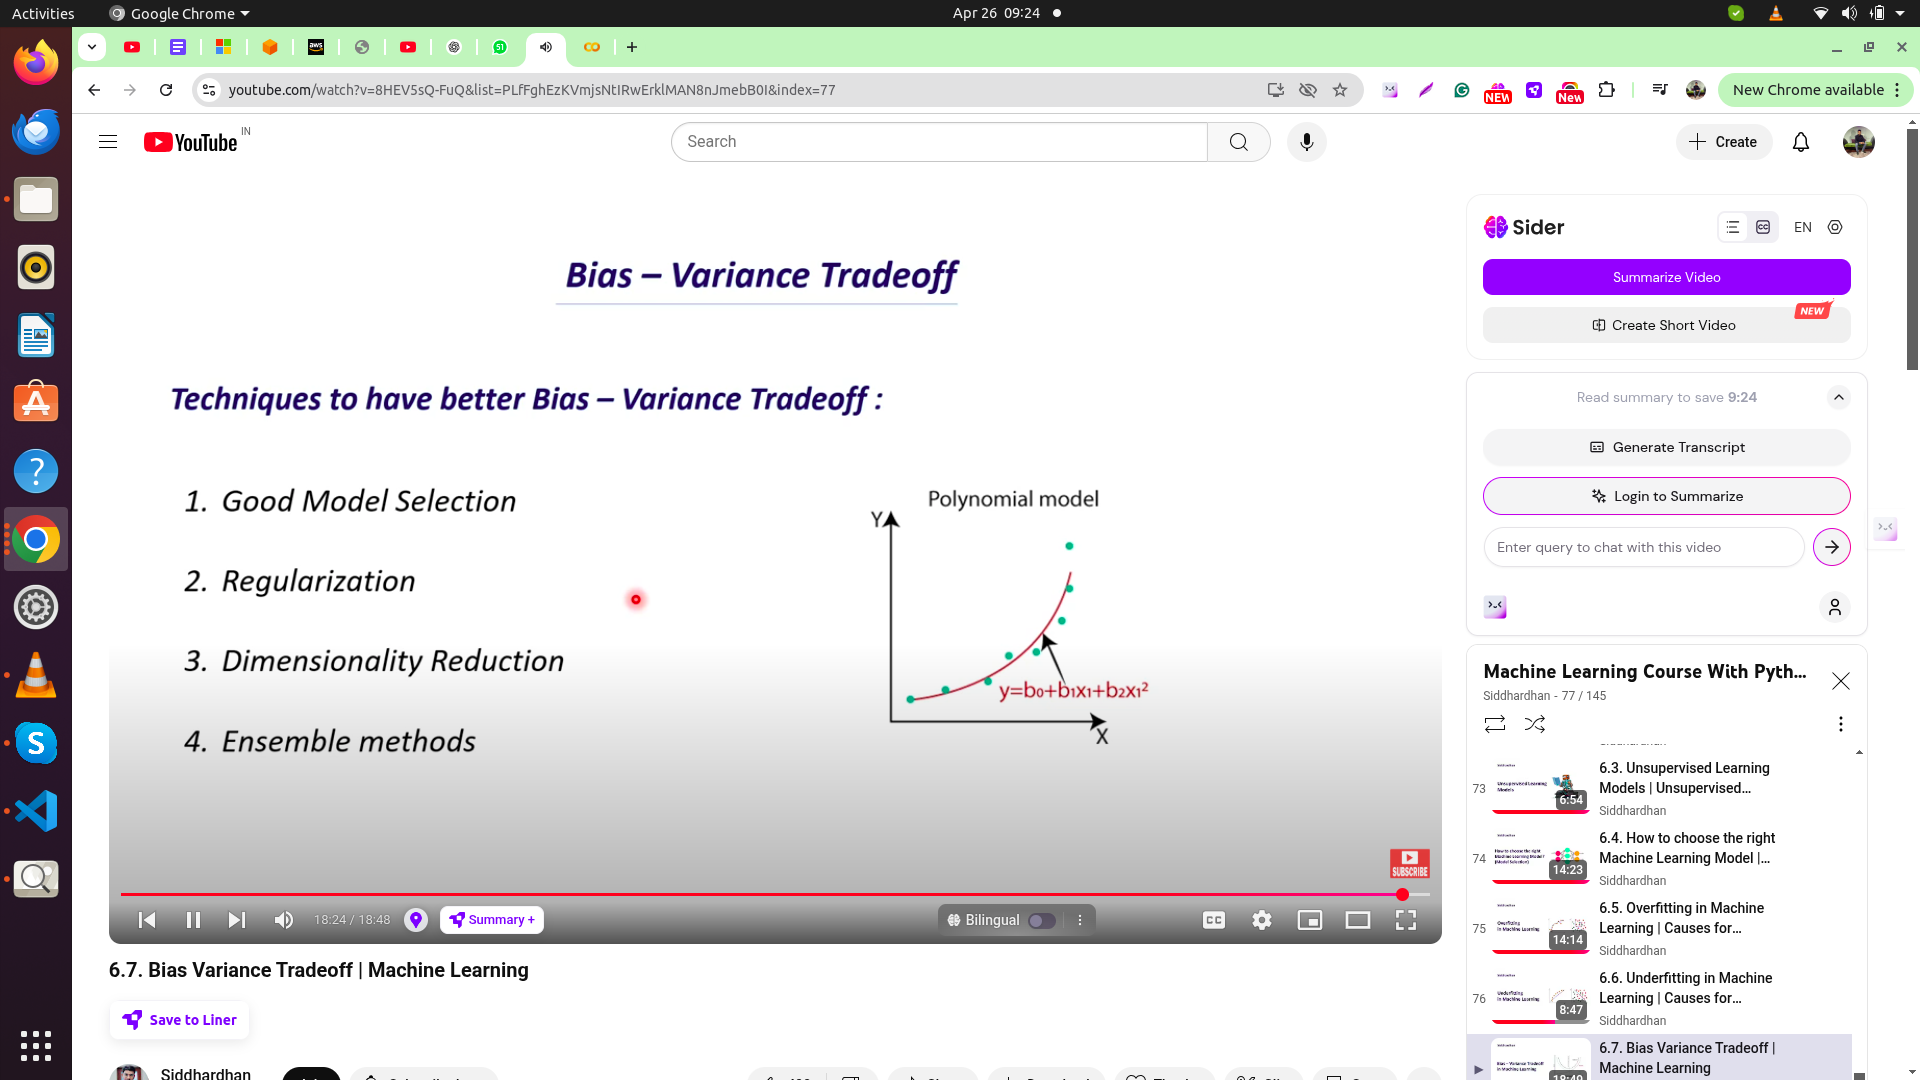 Activities
Google Chrome
Apr 26 09:24
youtube.com/watch?v=8HEV5sQ-FuQ&list=PLfFghEzKVmjsNtIRwErklMAN8nJmebB0I&index=77
NEW
New
New Chrome available
YouTube
IN
Search
Create
Bias – Variance Tradeoff
Techniques to have better Bias – Variance Tradeoff :
1. Good Model Selection
2. Regularization
3. Dimensionality Reduction
4. Ensemble methods
Polynomial model
Y
y=b₀+b₁x₁+b₂x₁²
X
SUBSCRIBE
18:24 / 18:48
Summary +
Bilingual
CC
6.7. Bias Variance Tradeoff | Machine Learning
Save to Liner
Siddhardhan
Sider
EN
Summarize Video
NEW
Create Short Video
Read summary to save 9:24
Generate Transcript
Login to Summarize
Enter query to chat with this video
Machine Learning Course With Pyth...
Siddhardhan - 77 / 145
73
6:54
6.3. Unsupervised Learning
Models | Unsupervised...
Siddhardhan
74
14:23
6.4. How to choose the right
Machine Learning Model |...
Siddhardhan
75
14:14
6.5. Overfitting in Machine
Learning | Causes for...
Siddhardhan
76
8:47
6.6. Underfitting in Machine
Learning | Causes for...
Siddhardhan
6.7. Bias Variance Tradeoff |
Machine Learning